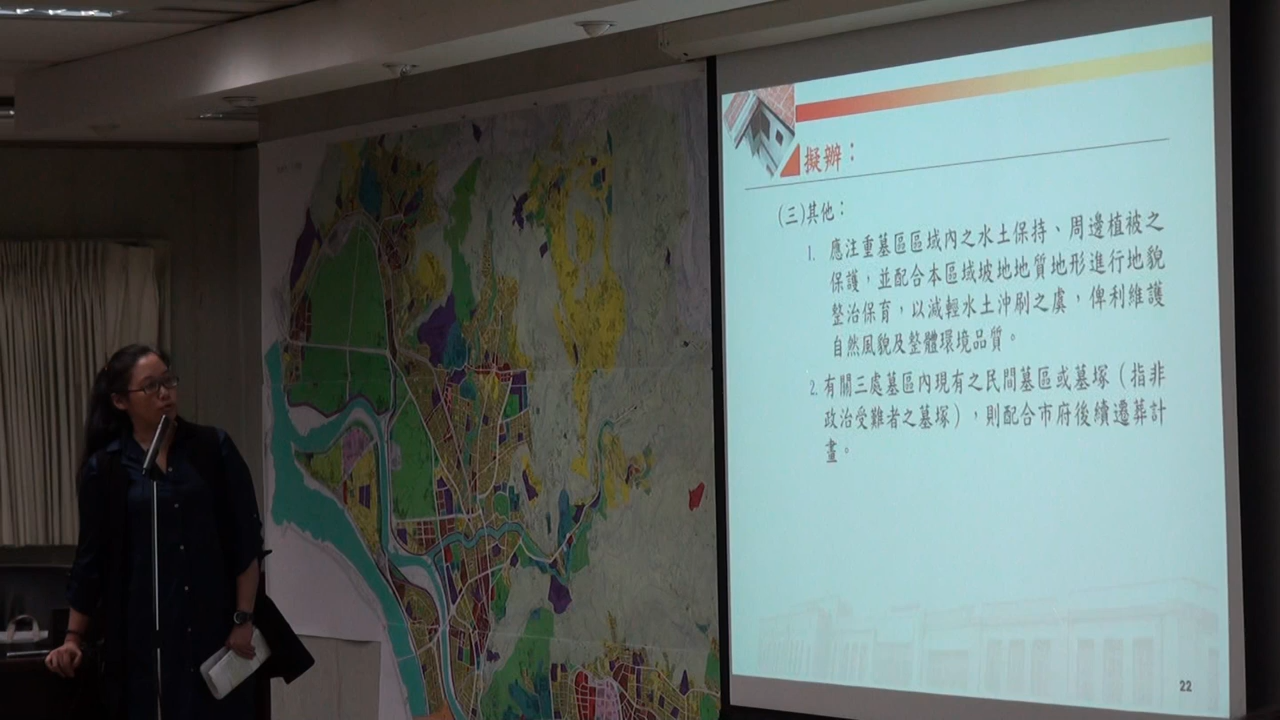 擬辦：
(三)其他：
1. 應注重墓區區域內之水土保持、周邊植被之
保護，並配合本區域坡地地質地形進行地貌
整治保育，以減輕水土沖刷之虞，俾利維護
自然風貌及整體環境品質。
2. 有關三處墓區內現有之民間墓區或墓塚（指非
政治受難者之墓塚），則配合市府後續遷葬計
畫。
22